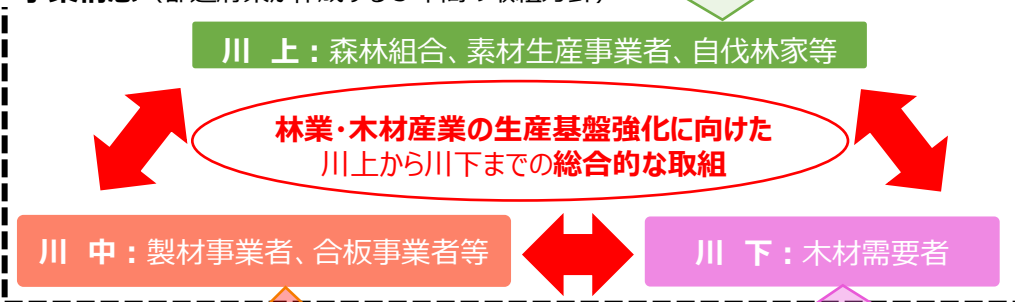 川　上：森林組合、素材生産事業者、自伐林家等
林業・木材産業の生産基盤強化に向けた
川上から川下までの総合的な取組
川　中：製材事業者、合板事業者等
川　下：木材需要者